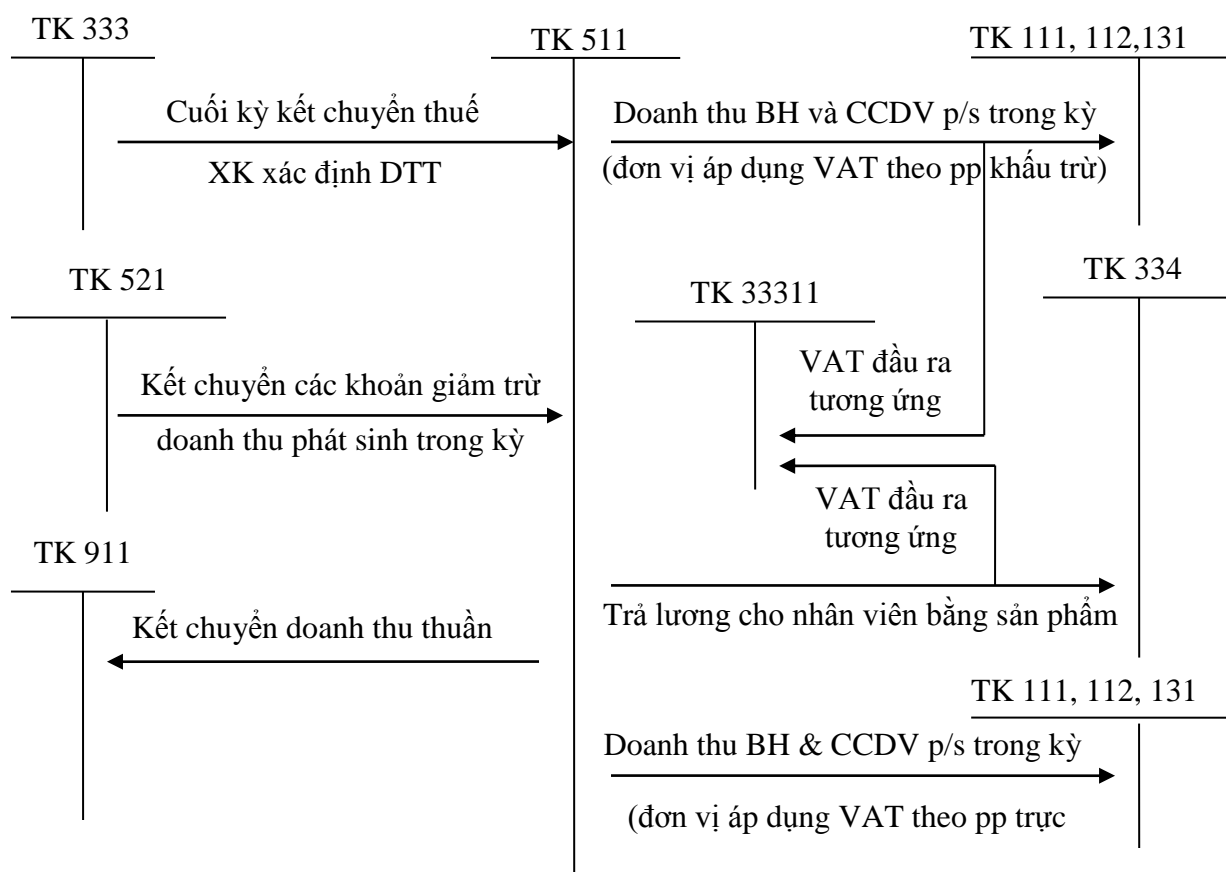 TK 333
TK 511
TK 111, 112,131
Cuối kỳ kết chuyển thuế
XK xác định DTT
Doanh thu BH và CCDV p/s trong kỳ
(đơn vị áp dụng VAT theo pp khấu trừ)
TK 521
TK 33311
TK 334
VAT đầu ra
tương ứng
Kết chuyển các khoản giảm trừ
doanh thu phát sinh trong kỳ
VAT đầu ra
tương ứng
TK 911
Trả lương cho nhân viên bằng sản phẩm
Kết chuyển doanh thu thuần
TK 111, 112, 131
Doanh thu BH & CCDV p/s trong kỳ
(đơn vị áp dụng VAT theo pp trực